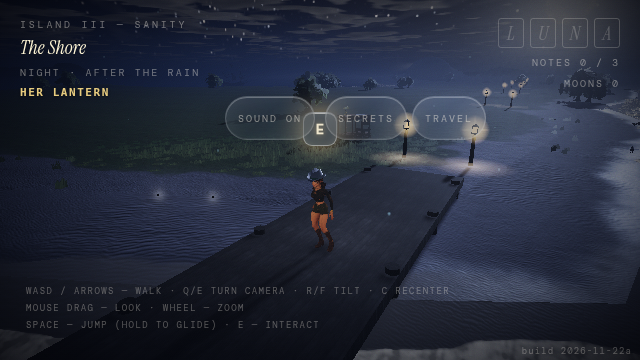 ISLAND III — SANITY
The Shore
NIGHT · AFTER THE RAIN
HER LANTERN
LUNA
NOTES 0 / 3
MOONS 0
SOUND ON
E
SECRETS
TRAVEL
WASD / ARROWS — WALK · Q/E TURN CAMERA · R/F TILT · C RECENTER
MOUSE DRAG — LOOK · WHEEL — ZOOM
SPACE — JUMP (HOLD TO GLIDE) · E — INTERACT
build 2026-11-22a